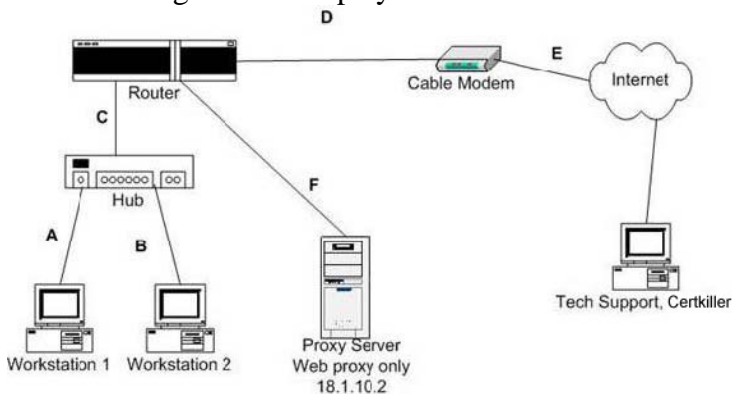 D
E
Router
Cable Modem
Internet
C
Hub
F
A
B
Workstation 1
Workstation 2
Proxy Server
Web proxy only
18.1.10.2
Tech Support, Certkiller